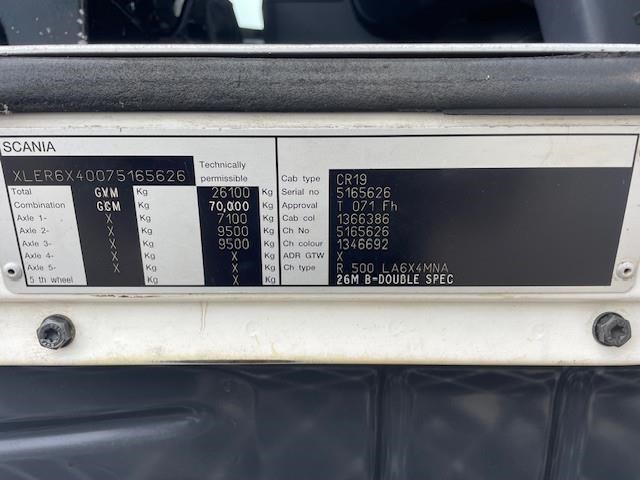 SCANIA
XLER6X40075165626 Technically permissible
Total GVM Kg 26100 Kg
Combination GCM Kg 70,000 Kg
Axle 1- X Kg 7100 Kg
Axle 2- X Kg 9500 Kg
Axle 3- X Kg 9500 Kg
Axle 4- X Kg X Kg
Axle 5- X Kg X Kg
5 th wheel Kg X Kg
Cab type CR19
Serial no 5165626
Approval T 071 Fh
Cab col 1366386
Ch No 5165626
Ch colour 1346692
ADR GTW X
Ch type R 500 LA6X4MNA
26M B-DOUBLE SPEC